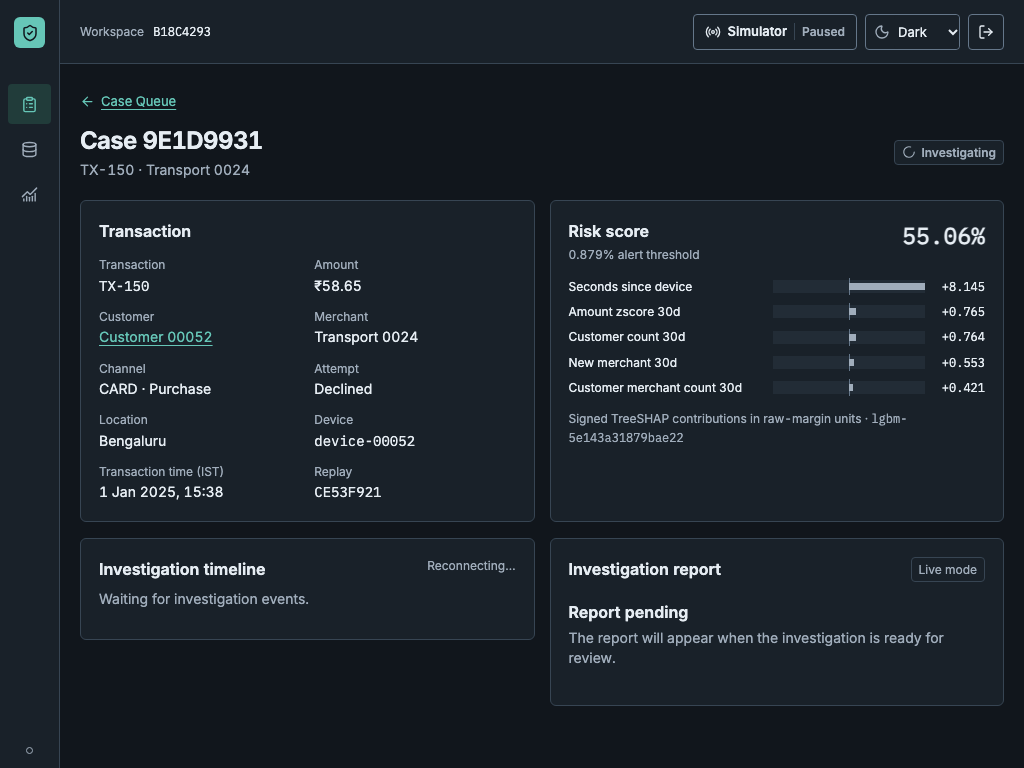 Workspace B18C4293
Simulator Paused
Dark
Case Queue
Case 9E1D9931
TX-150 · Transport 0024
Investigating
Transaction
Transaction
TX-150
Amount
₹58.65
Customer
Customer 00052
Merchant
Transport 0024
Channel
CARD · Purchase
Attempt
Declined
Location
Bengaluru
Device
device-00052
Transaction time (IST)
1 Jan 2025, 15:38
Replay
CE53F921
Risk score
55.06%
0.879% alert threshold
Seconds since device +8.145
Amount zscore 30d +0.765
Customer count 30d +0.764
New merchant 30d +0.553
Customer merchant count 30d +0.421
Signed TreeSHAP contributions in raw-margin units · lgbm-
5e143a31879bae22
Investigation timeline
Reconnecting...
Waiting for investigation events.
Investigation report
Live mode
Report pending
The report will appear when the investigation is ready for
review.